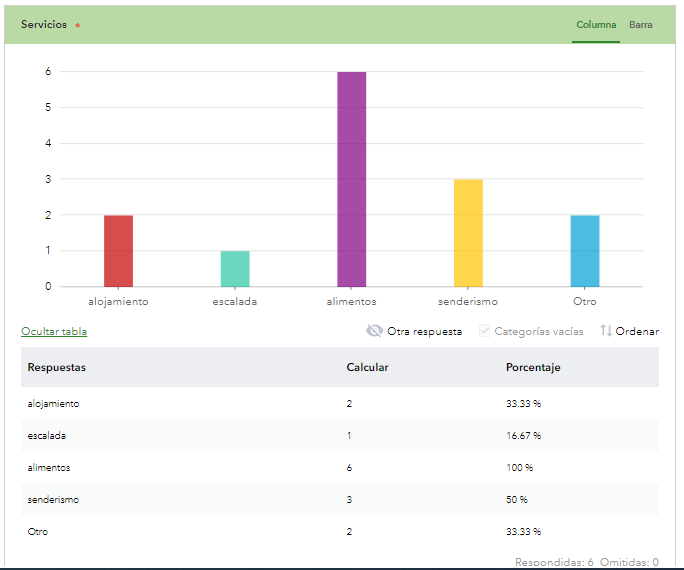 Servicios *
Columna Barra
6
5
4
3
2
1
0
alojamiento escalada alimentos senderismo Otro
Ocultar tabla Otra respuesta Categorías vacías Ordenar
Respuestas Calcular Porcentaje
alojamiento 2 33.33 %
escalada 1 16.67 %
alimentos 6 100 %
senderismo 3 50 %
Otro 2 33.33 %
Respondidas: 6 Omitidas: 0